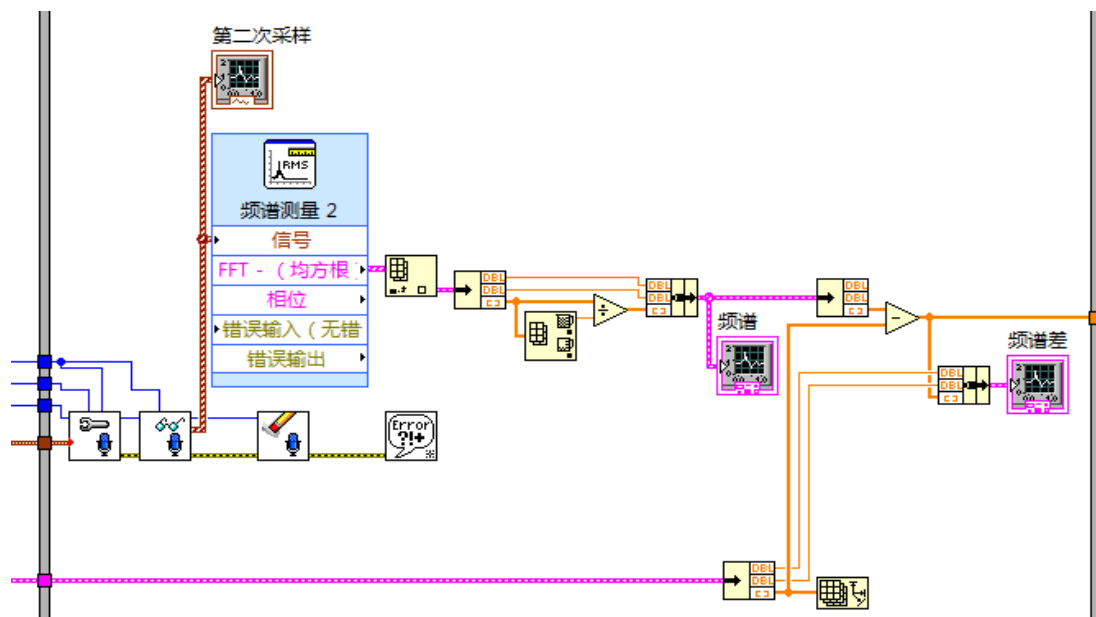 第二次采样
RMS
频谱测量 2
信号
FFT - （均方根
相位
错误输入（无错
错误输出
DBL
DBL
DBL
DBL
DBL
DBL
频谱
频谱差
DBL
DBL
Error
?!+
DBL
DBL